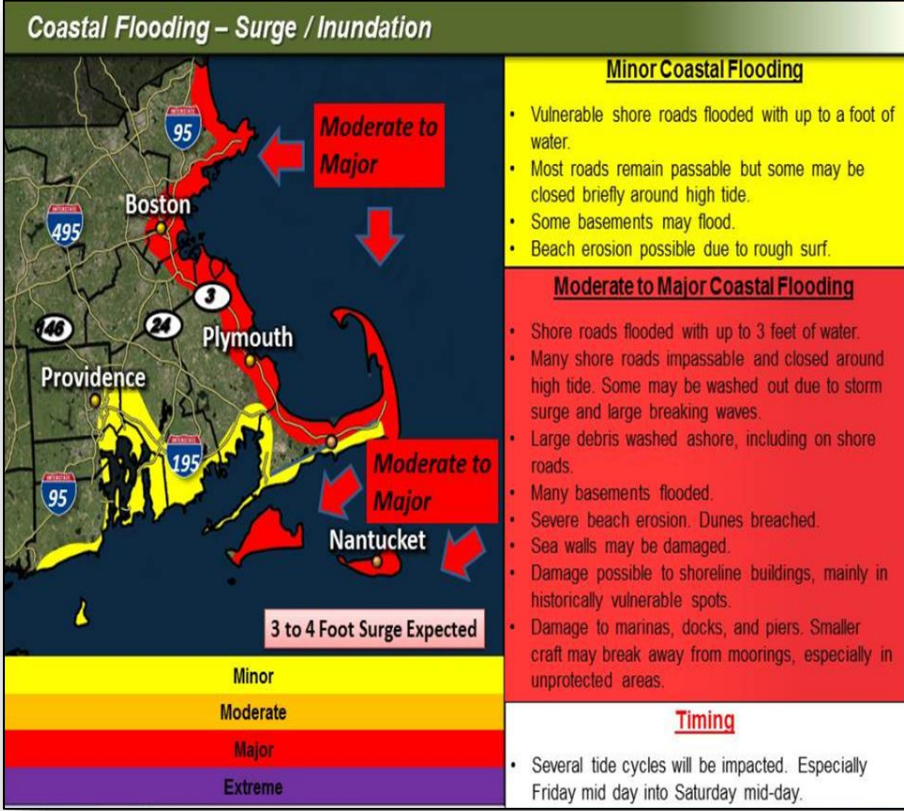 Coastal Flooding – Surge / Inundation
INTERSTATE
95
Moderate to
Major
Boston
INTERSTATE
495
3
146
24
Plymouth
Providence
INTERSTATE
195
INTERSTATE
95
Moderate to
Major
Nantucket
3 to 4 Foot Surge Expected
Minor
Moderate
Major
Extreme
Minor Coastal Flooding
• Vulnerable shore roads flooded with up to a foot of
water.
• Most roads remain passable but some may be
closed briefly around high tide.
• Some basements may flood.
• Beach erosion possible due to rough surf.
Moderate to Major Coastal Flooding
• Shore roads flooded with up to 3 feet of water.
• Many shore roads impassable and closed around
high tide. Some may be washed out due to storm
surge and large breaking waves.
• Large debris washed ashore, including on shore
roads.
• Many basements flooded.
• Severe beach erosion. Dunes breached.
• Sea walls may be damaged.
• Damage possible to shoreline buildings, mainly in
historically vulnerable spots.
• Damage to marinas, docks, and piers. Smaller
craft may break away from moorings, especially in
unprotected areas.
Timing
• Several tide cycles will be impacted. Especially
Friday mid day into Saturday mid-day.